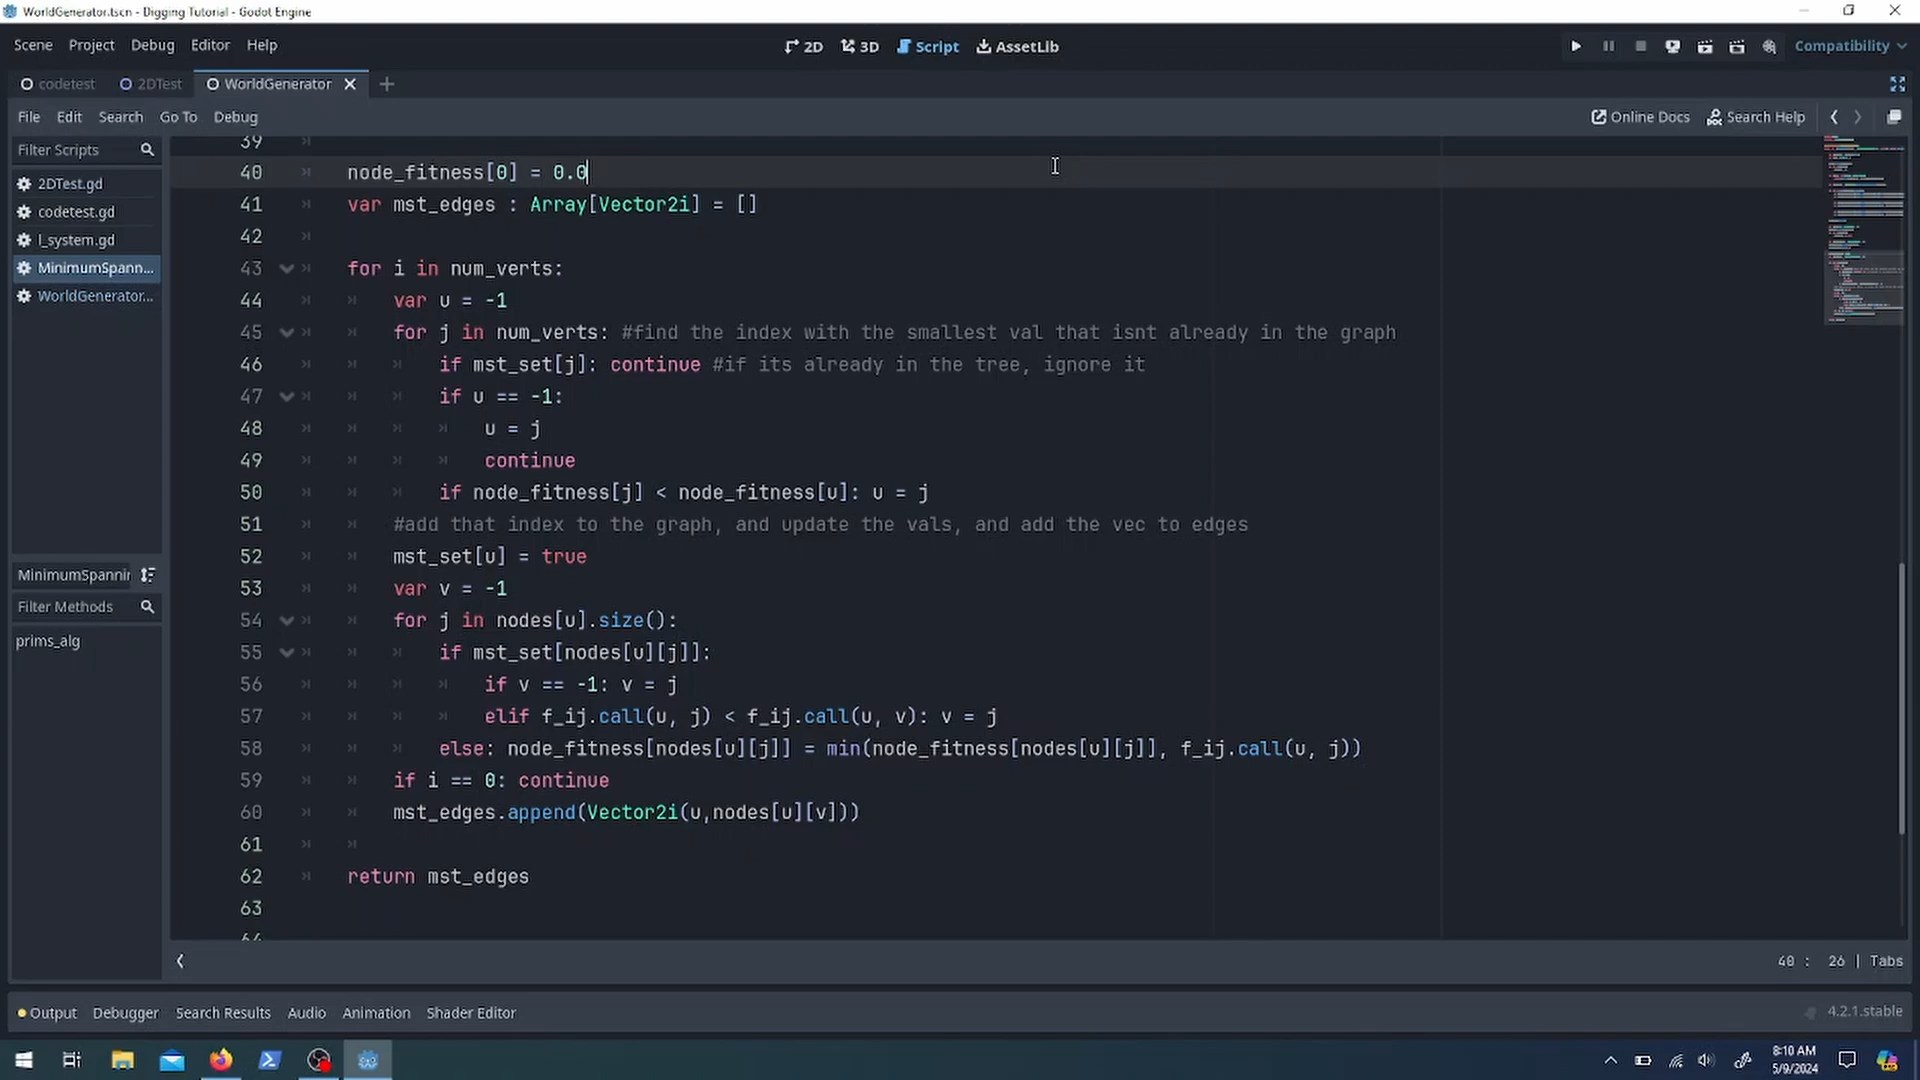 WorldGenerator.tscn - Digging Tutorial - Godot Engine
Scene Project Debug Editor Help
2D 3D Script AssetLib
Compatibility
codetest 2DTest WorldGenerator
File Edit Search Go To Debug
Online Docs Search Help
Filter Scripts
2DTest.gd
codetest.gd
l_system.gd
MinimumSpann...
WorldGenerator...
MinimumSpannin
Filter Methods
prims_alg
39
40 node_fitness[0] = 0.0
41 var mst_edges : Array[Vector2i] = []
42
43 for i in num_verts:
44 var u = -1
45 for j in num_verts: #find the index with the smallest val that isnt already in the graph
46 if mst_set[j]: continue #if its already in the tree, ignore it
47 if u == -1:
48 u = j
49 continue
50 if node_fitness[j] < node_fitness[u]: u = j
51 #add that index to the graph, and update the vals, and add the vec to edges
52 mst_set[u] = true
53 var v = -1
54 for j in nodes[u].size():
55 if mst_set[nodes[u][j]]:
56 if v == -1: v = j
57 elif f_ij.call(u, j) < f_ij.call(u, v): v = j
58 else: node_fitness[nodes[u][j]] = min(node_fitness[nodes[u][j]], f_ij.call(u, j))
59 if i == 0: continue
60 mst_edges.append(Vector2i(u,nodes[u][v]))
61
62 return mst_edges
63
64
40 : 26 | Tabs
Output Debugger Search Results Audio Animation Shader Editor
4.2.1.stable
8:10 AM
5/9/2024